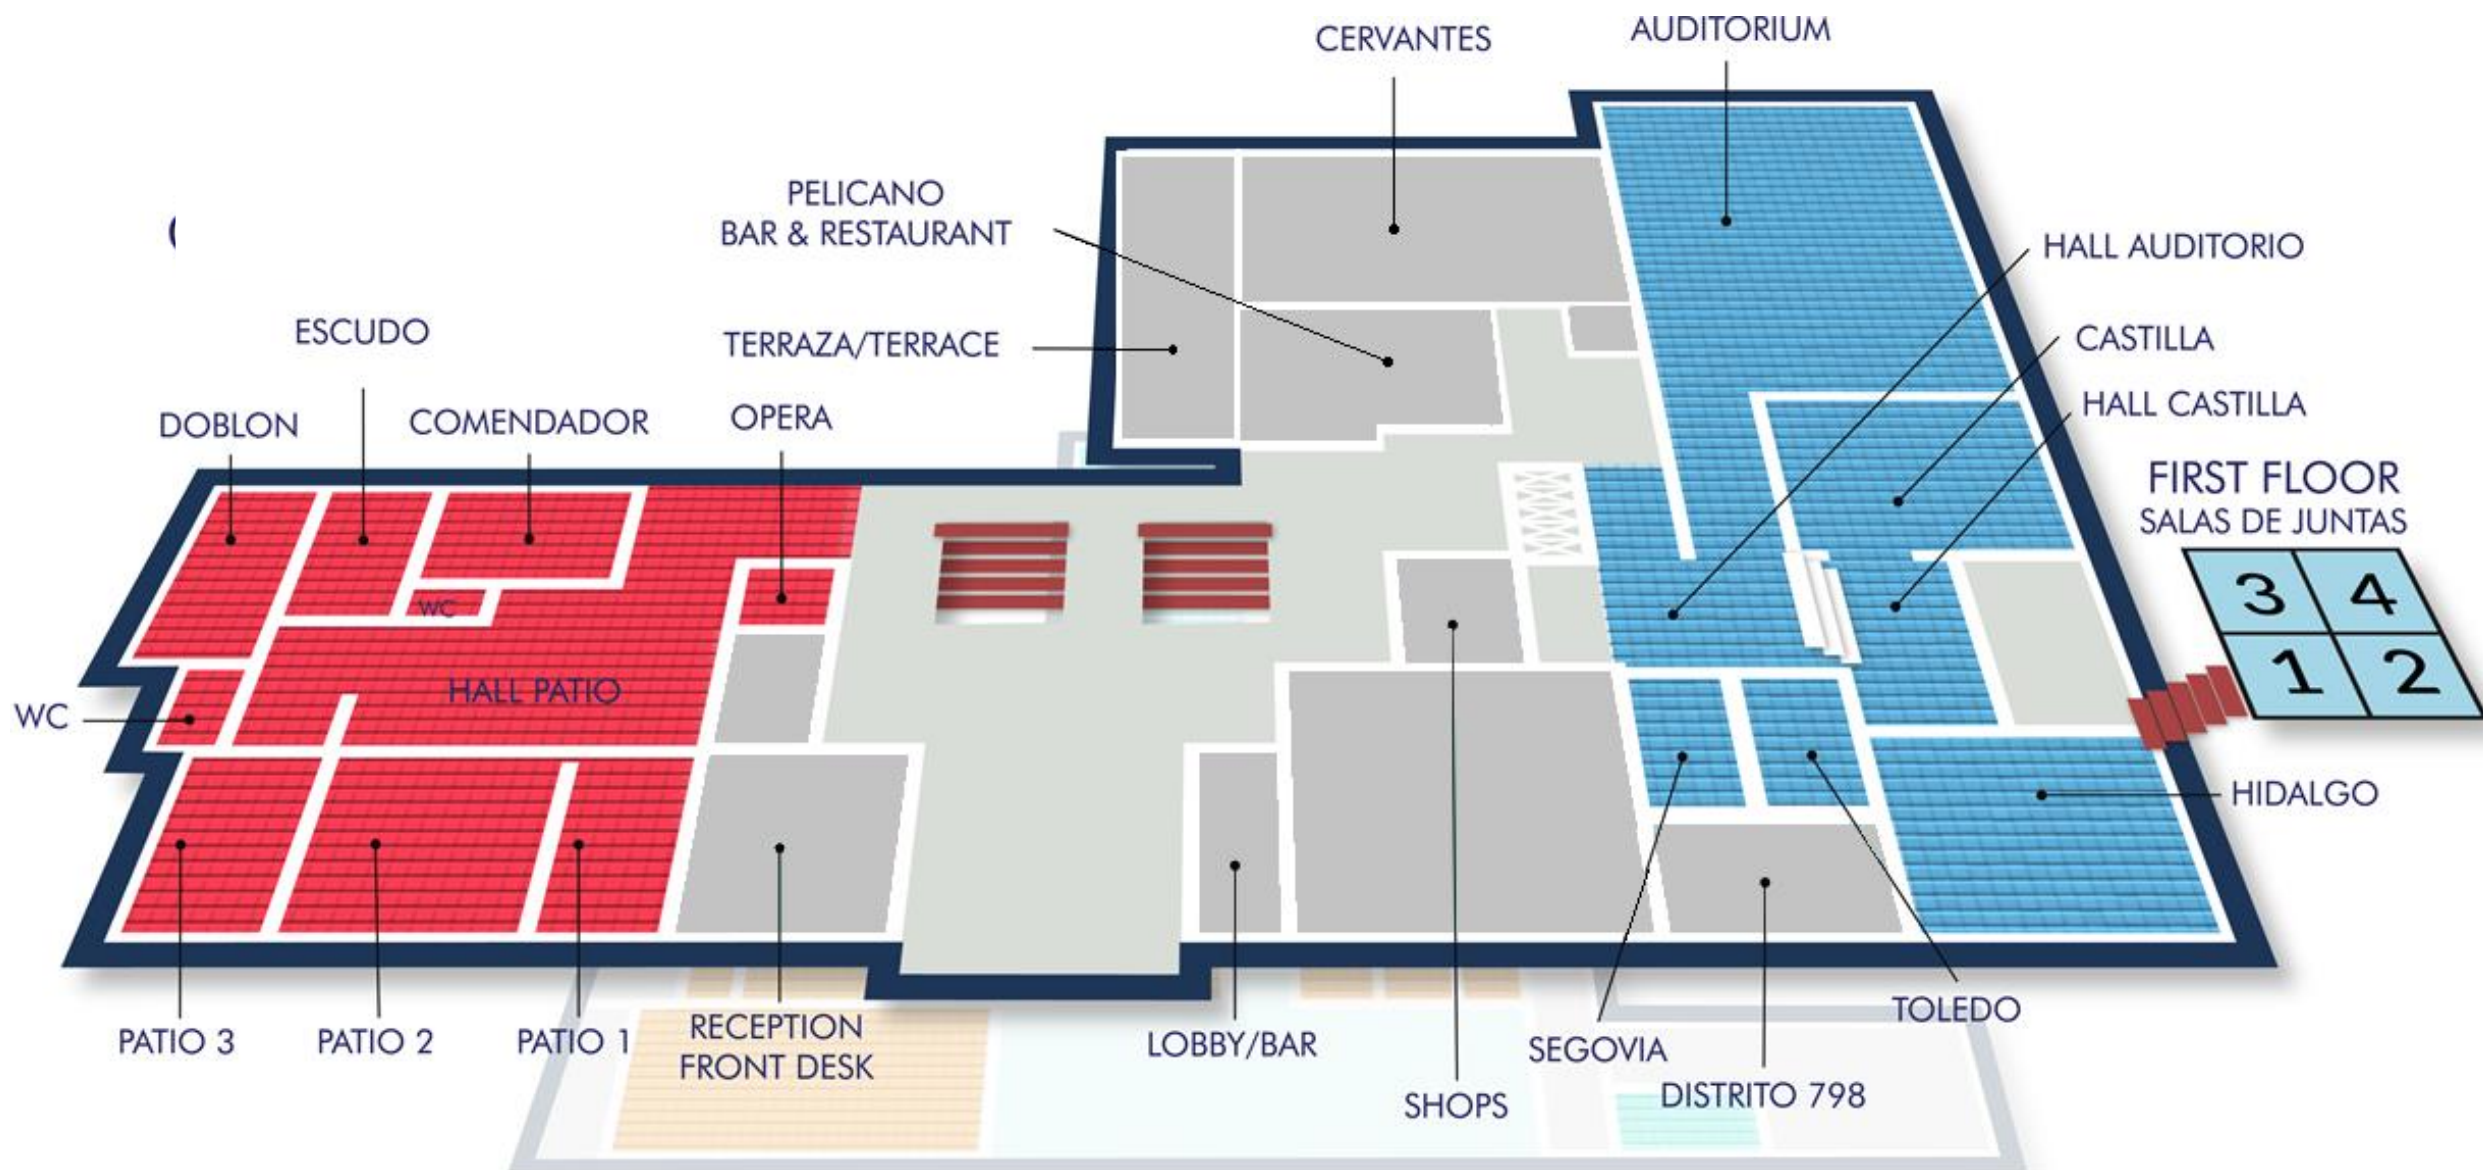 CERVANTES
AUDITORIUM
PELICANO
BAR & RESTAURANT
HALL AUDITORIO
ESCUDO
TERRAZA/TERRACE
CASTILLA
DOBLON
COMENDADOR
OPERA
HALL CASTILLA
FIRST FLOOR
SALAS DE JUNTAS
3 4
1 2
WC
HALL PATIO
WC
HIDALGO
PATIO 3
PATIO 2
PATIO 1
RECEPTION
FRONT DESK
LOBBY/BAR
SHOPS
SEGOVIA
DISTRITO 798
TOLEDO